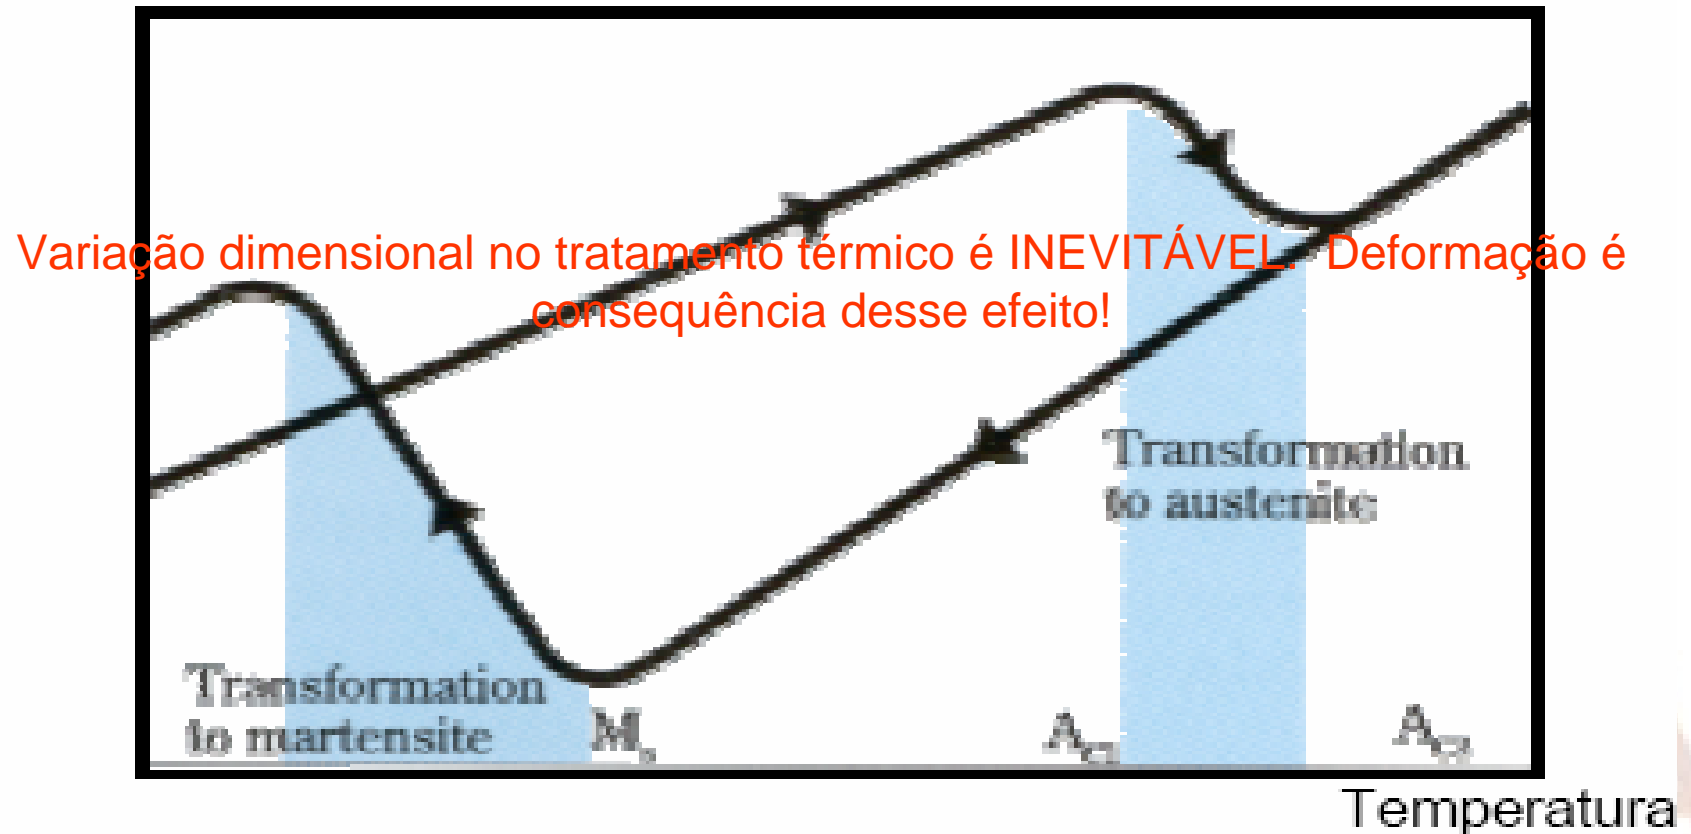 Variação dimensional no tratamento térmico é INEVITÁVEL. Deformação é
consequência desse efeito!
Transformation
to austenite
Transformation
to martensite
Ms
AC1
AC3
Temperatura